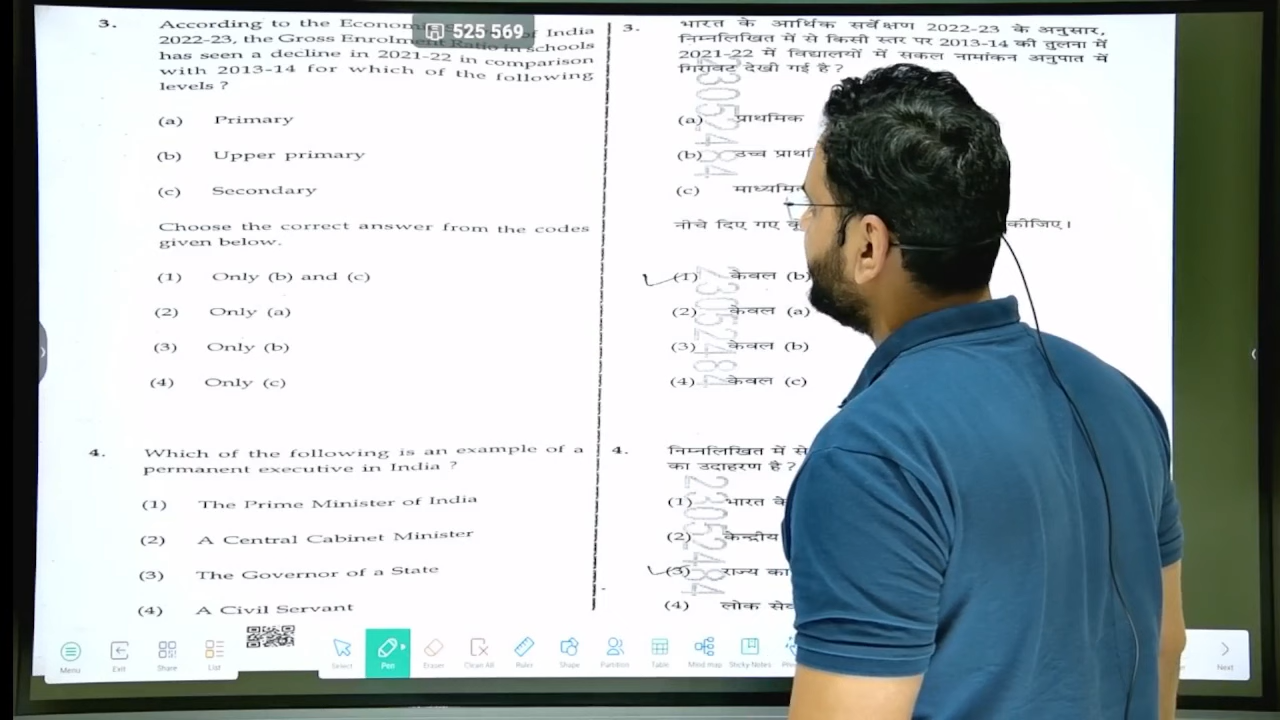 525 569
3. According to the Economic of India
2022-23, the Gross Enrolment Ratio in schools
has seen a decline in 2021-22 in comparison
with 2013-14 for which of the following
levels ?
(a) Primary
(b) Upper primary
(c) Secondary
Choose the correct answer from the codes
given below.
(1) Only (b) and (c)
(2) Only (a)
(3) Only (b)
(4) Only (c)
4. Which of the following is an example of a
permanent executive in India ?
(1) The Prime Minister of India
(2) A Central Cabinet Minister
(3) The Governor of a State
(4) A Civil Servant
3. भारत के आर्थिक सर्वेक्षण 2022-23 के अनुसार,
निम्नलिखित में से किसी स्तर पर 2013-14 की तुलना में
2021-22 में विद्यालयों में सकल नामांकन अनुपात में
गिरावट देखी गई है ?
(a) प्राथमिक
(b) उच्च
(c)
नीचे दिए गए कीजिए।
(1) केवल (b)
(2) केवल (a)
(3) केवल (b)
(4) केवल (c)
4. निम्नलिखित में से
का उदाहरण है ?
(1) भारत के
(2) केन्द्रीय
(3) राज्य का
(4) लोक
23052484
23052484
23052484
Menu Exit Share List Select Pen Eraser Clean All Ruler Shape Partition Table Mind map Sticky Notes Next